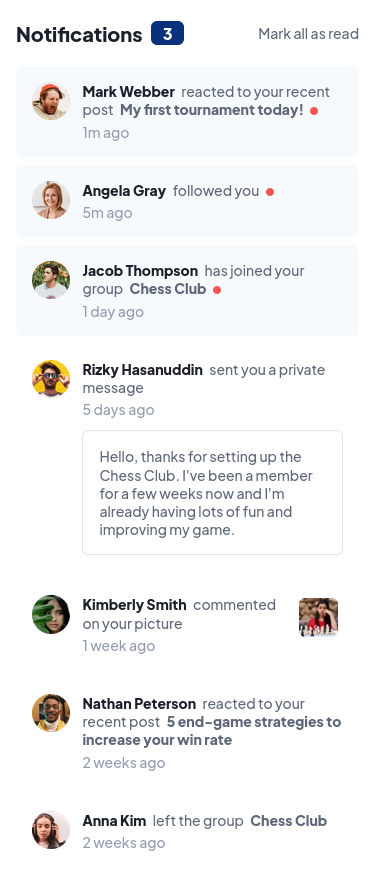 Notifications 3 Mark all as read
Mark Webber reacted to your recent
post My first tournament today!
1m ago
Angela Gray followed you
5m ago
Jacob Thompson has joined your
group Chess Club
1 day ago
Rizky Hasanuddin sent you a private
message
5 days ago
Hello, thanks for setting up the
Chess Club. I've been a member
for a few weeks now and I'm
already having lots of fun and
improving my game.
Kimberly Smith commented
on your picture
1 week ago
Nathan Peterson reacted to your
recent post 5 end-game strategies to
increase your win rate
2 weeks ago
Anna Kim left the group Chess Club
2 weeks ago